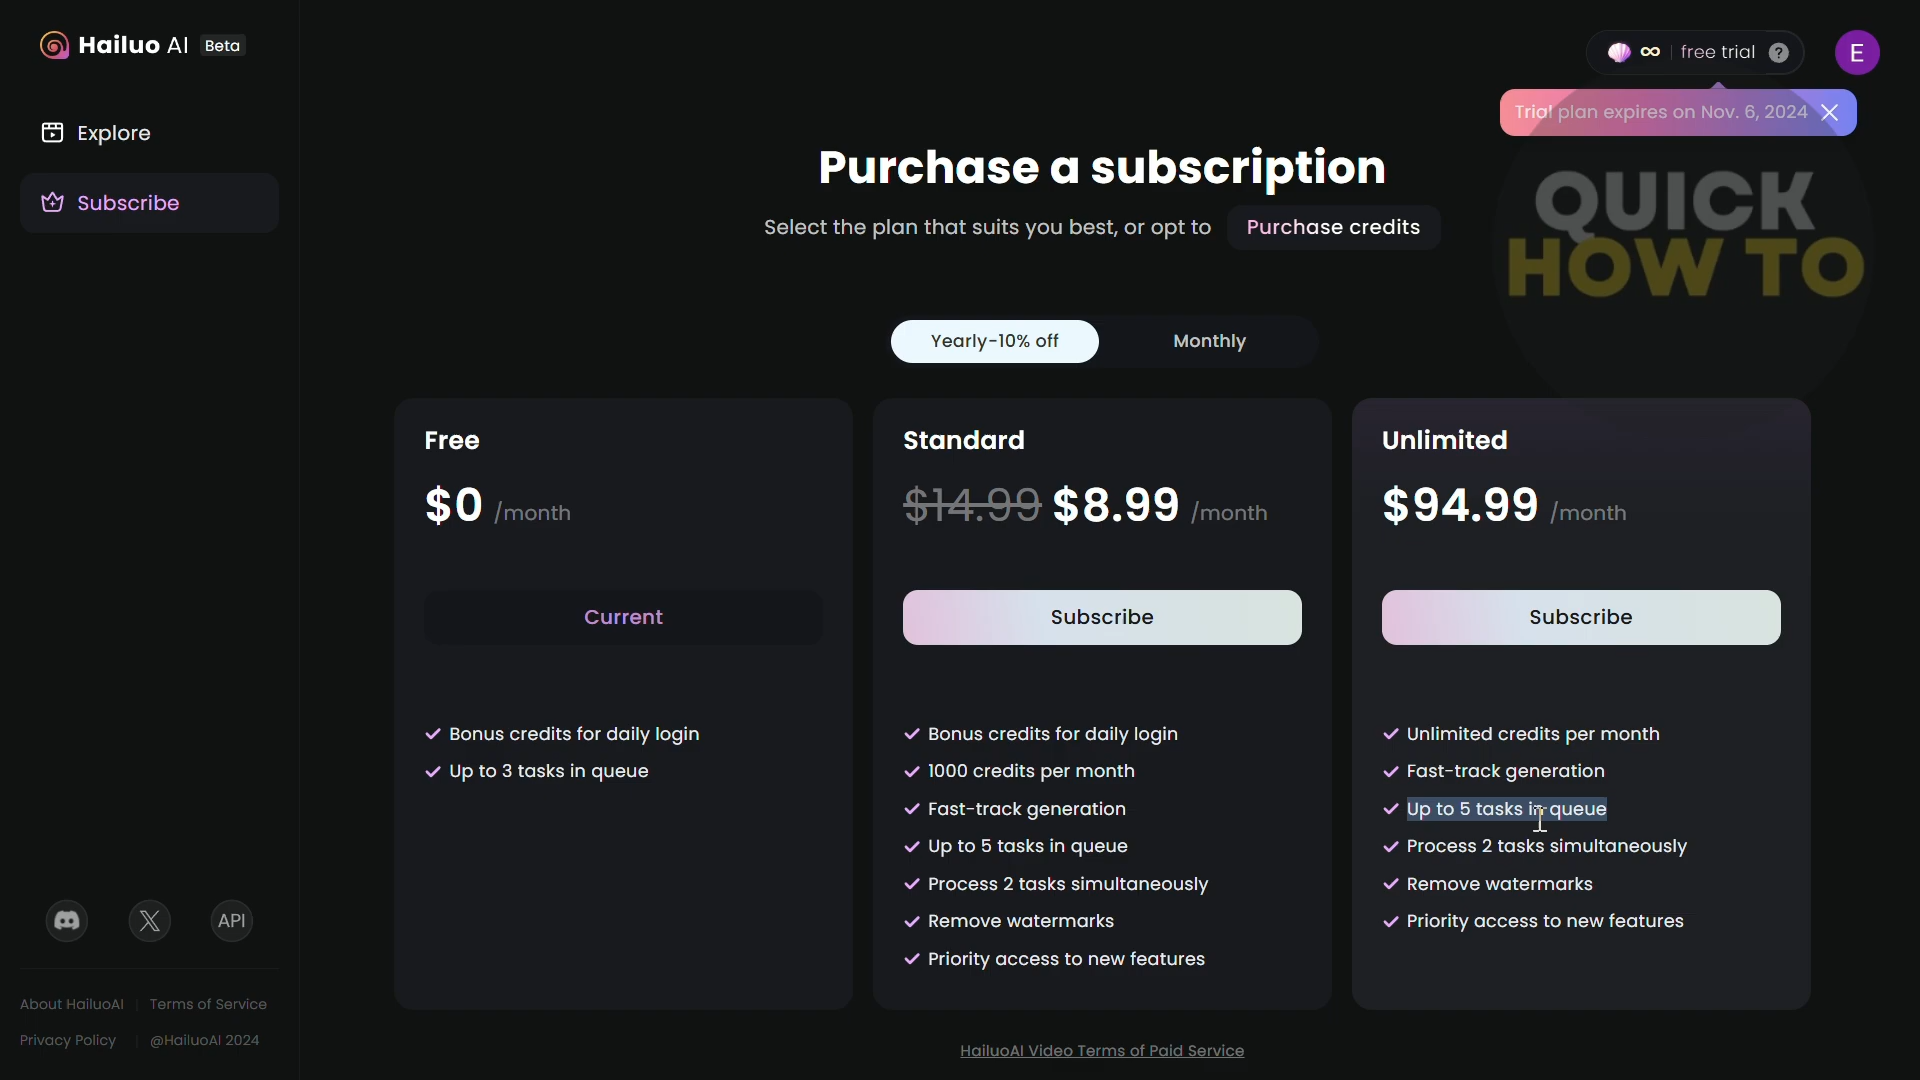 Hailuo AI Beta
free trial ?
E
Explore
Subscribe
Trial plan expires on Nov. 6, 2024
QUICK
HOW TO
Purchase a subscription
Select the plan that suits you best, or opt to Purchase credits
Yearly-10% off
Monthly
Free
$0 /month
Current
Bonus credits for daily login
Up to 3 tasks in queue
Standard
$14.99 $8.99 /month
Subscribe
Bonus credits for daily login
1000 credits per month
Fast-track generation
Up to 5 tasks in queue
Process 2 tasks simultaneously
Remove watermarks
Priority access to new features
Unlimited
$94.99 /month
Subscribe
Unlimited credits per month
Fast-track generation
Up to 5 tasks in queue
Process 2 tasks simultaneously
Remove watermarks
Priority access to new features
API
About HailuoAI
Terms of Service
Privacy Policy
@HailuoAI 2024
HailuoAI Video Terms of Paid Service